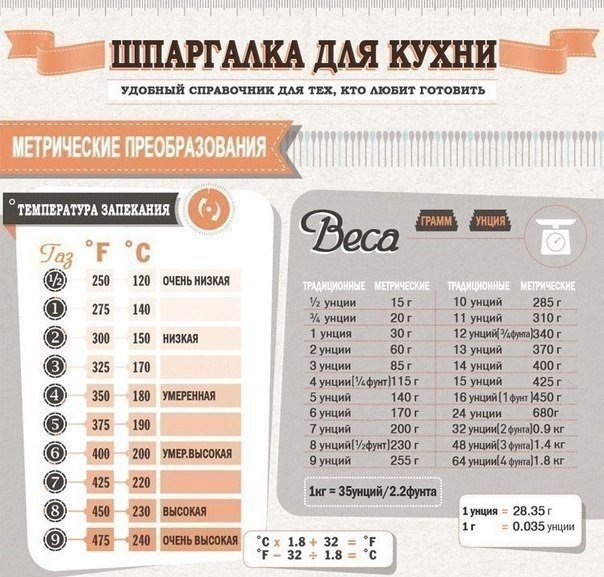 ШПАРГАЛКА ДЛЯ КУХНИ
УДОБНЫЙ СПРАВОЧНИК ДЛЯ ТЕХ, КТО ЛЮБИТ ГОТОВИТЬ
МЕТРИЧЕСКИЕ ПРЕОБРАЗОВАНИЯ
° ТЕМПЕРАТУРА ЗАПЕКАНИЯ
Газ °F °C
½ 250 120 ОЧЕНЬ НИЗКАЯ
1 275 140
2 300 150 НИЗКАЯ
3 325 170
4 350 180 УМЕРЕННАЯ
5 375 190
6 400 200 УМЕР.ВЫСОКАЯ
7 425 220
8 450 230 ВЫСОКАЯ
9 475 240 ОЧЕНЬ ВЫСОКАЯ
°C x 1.8 + 32 = °F
°F − 32 ÷ 1.8 = °C
Веса
ГРАММ УНЦИЯ
ТРАДИЦИОННЫЕ МЕТРИЧЕСКИЕ
½ унции 15 г
¾ унции 20 г
1 унция 30 г
2 унции 60 г
3 унции 85 г
4 унции(¼ фунт)115 г
5 унций 140 г
6 унций 170 г
7 унций 200 г
8 унций(½фунт)230 г
9 унций 255 г
ТРАДИЦИОННЫЕ МЕТРИЧЕСКИЕ
10 унций 285 г
11 унций 310 г
12 унций(¾фунта)340 г
13 унций 370 г
14 унций 400 г
15 унций 425 г
16 унций(1 фунт)450 г
24 унции 680г
32 унции(2 фунта)0.9 кг
48 унций(3 фунта)1.4 кг
64 унции(4 фунта)1.8 кг
1кг = 35унций/2.2фунта
1 унция = 28.35 г
1 г = 0.035 унции